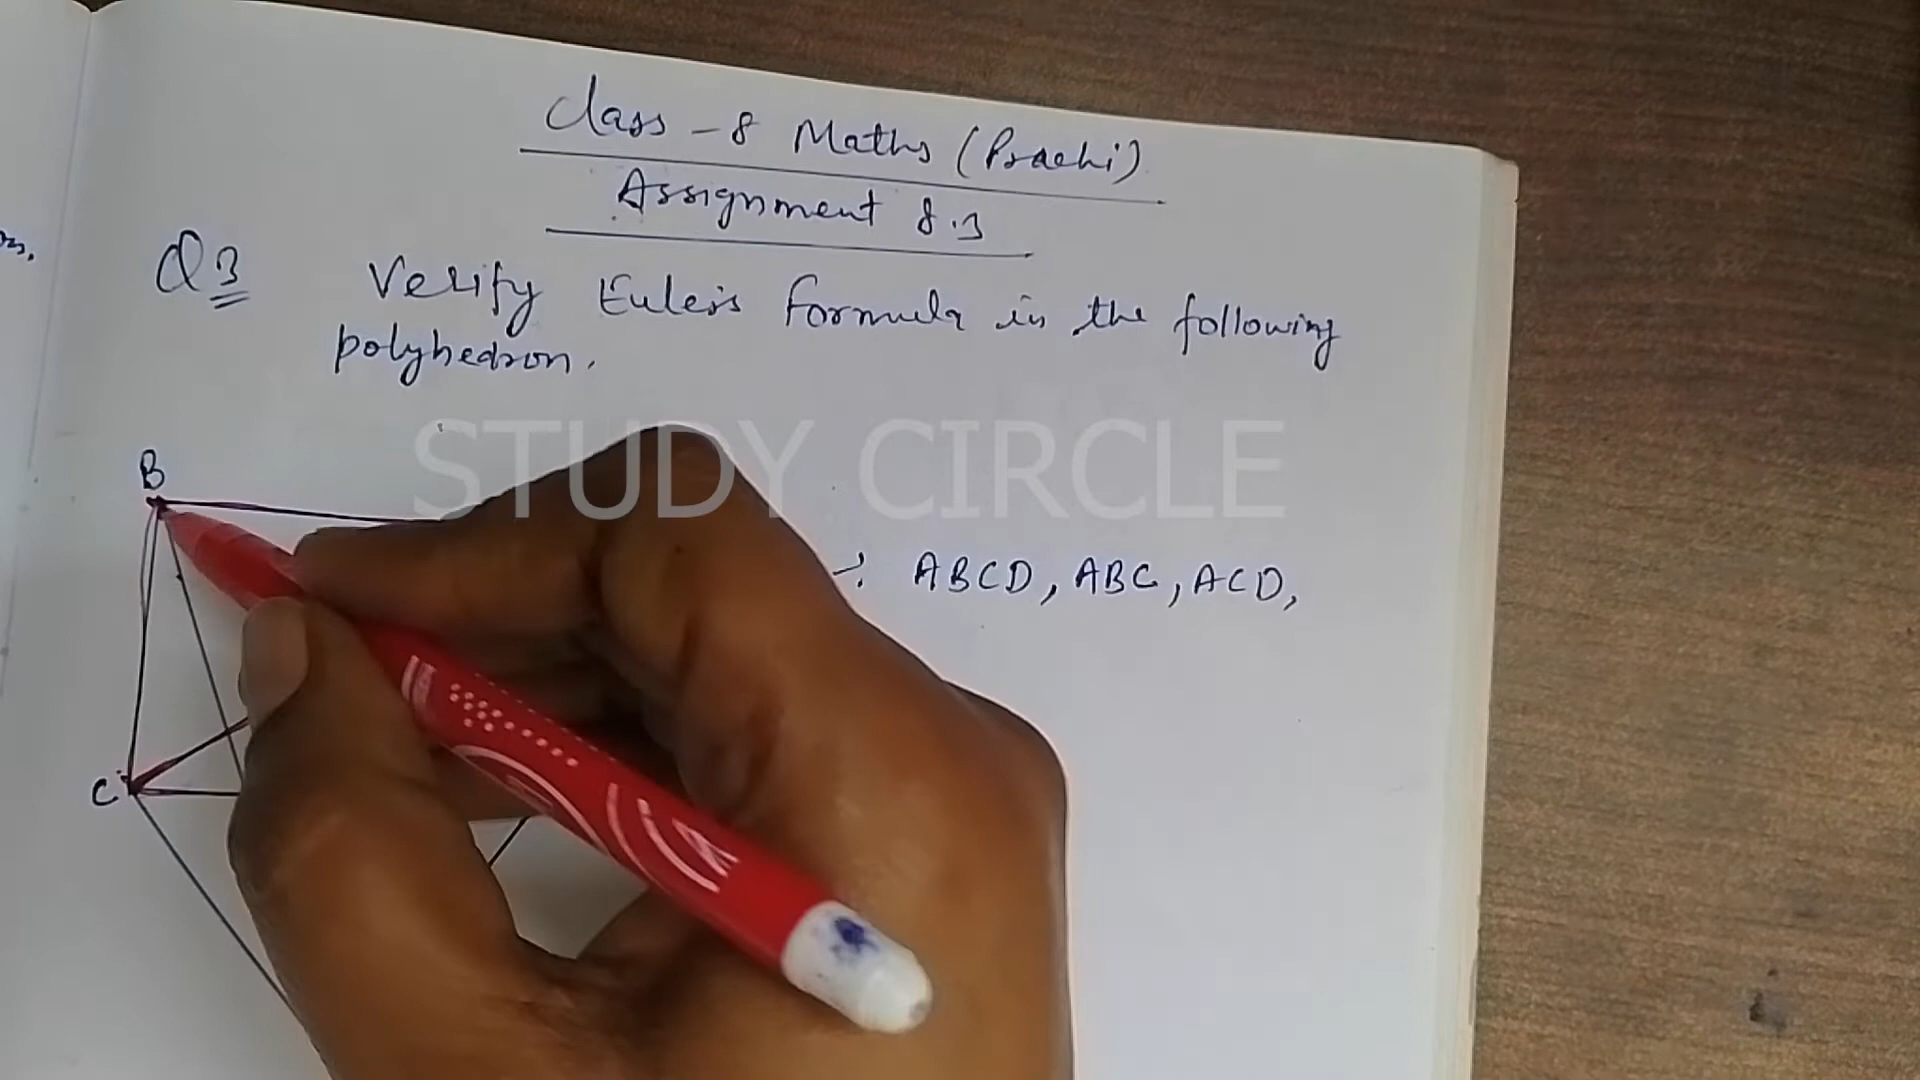 Class - 8 Maths (Prachi)
Assignment 8.3
Q3 Verify Euler's formula in the following
polyhedron.
STUDY CIRCLE
B
ABCD, ABC, ACD,
C